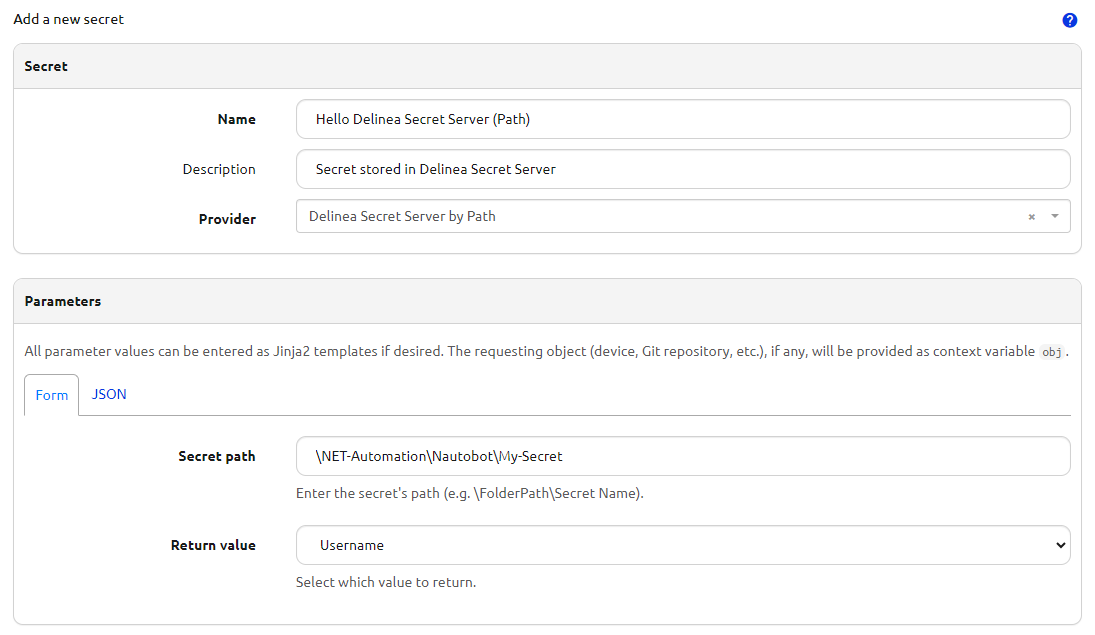 Add a new secret
?
Secret
Name
Hello Delinea Secret Server (Path)
Description
Secret stored in Delinea Secret Server
Provider
Delinea Secret Server by Path
×
Parameters
All parameter values can be entered as Jinja2 templates if desired. The requesting object (device, Git repository, etc.), if any, will be provided as context variable obj .
Form
JSON
Secret path
\NET-Automation\Nautobot\My-Secret
Enter the secret's path (e.g. \FolderPath\Secret Name).
Return value
Username
Select which value to return.